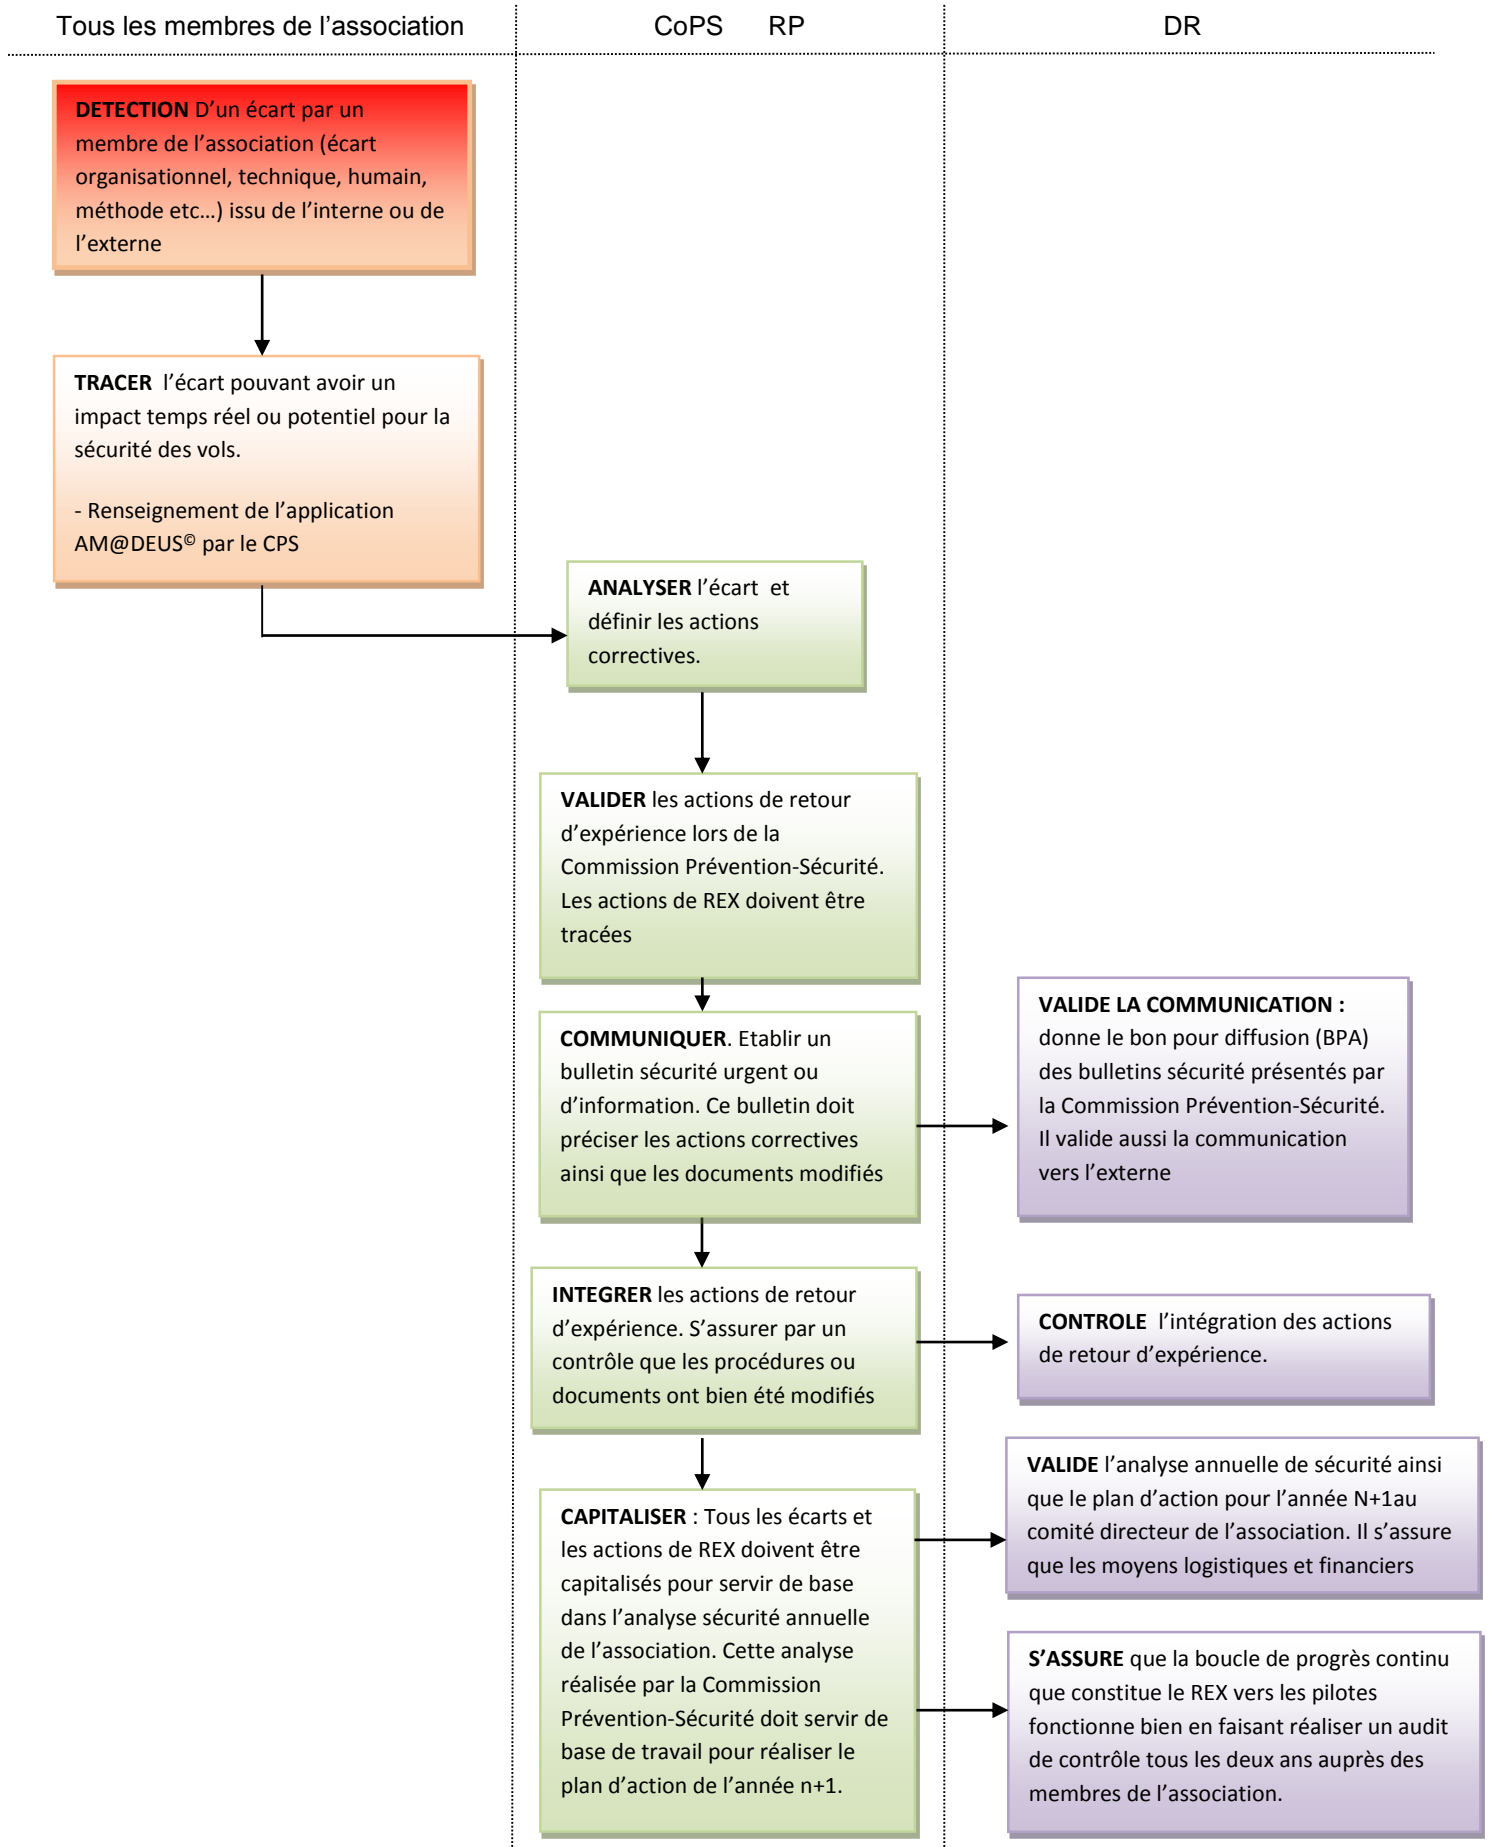 Tous les membres de l’association
CoPS RP
DR
DETECTION D’un écart par un
membre de l’association (écart
organisationnel, technique, humain,
méthode etc…) issu de l’interne ou de
l’externe
TRACER l’écart pouvant avoir un
impact temps réel ou potentiel pour la
sécurité des vols.
- Renseignement de l’application
AM@DEUS© par le CPS
ANALYSER l’écart et
définir les actions
correctives.
VALIDER les actions de retour
d’expérience lors de la
Commission Prévention-Sécurité.
Les actions de REX doivent être
tracées
COMMUNIQUER. Etablir un
bulletin sécurité urgent ou
d’information. Ce bulletin doit
préciser les actions correctives
ainsi que les documents modifiés
VALIDE LA COMMUNICATION :
donne le bon pour diffusion (BPA)
des bulletins sécurité présentés par
la Commission Prévention-Sécurité.
Il valide aussi la communication
vers l’externe
INTEGRER les actions de retour
d’expérience. S’assurer par un
contrôle que les procédures ou
documents ont bien été modifiés
CONTROLE l’intégration des actions
de retour d’expérience.
CAPITALISER : Tous les écarts et
les actions de REX doivent être
capitalisés pour servir de base
dans l’analyse sécurité annuelle
de l’association. Cette analyse
réalisée par la Commission
Prévention-Sécurité doit servir de
base de travail pour réaliser le
plan d’action de l’année n+1.
VALIDE l’analyse annuelle de sécurité ainsi
que le plan d’action pour l’année N+1au
comité directeur de l’association. Il s’assure
que les moyens logistiques et financiers
S’ASSURE que la boucle de progrès continu
que constitue le REX vers les pilotes
fonctionne bien en faisant réaliser un audit
de contrôle tous les deux ans auprès des
membres de l’association.